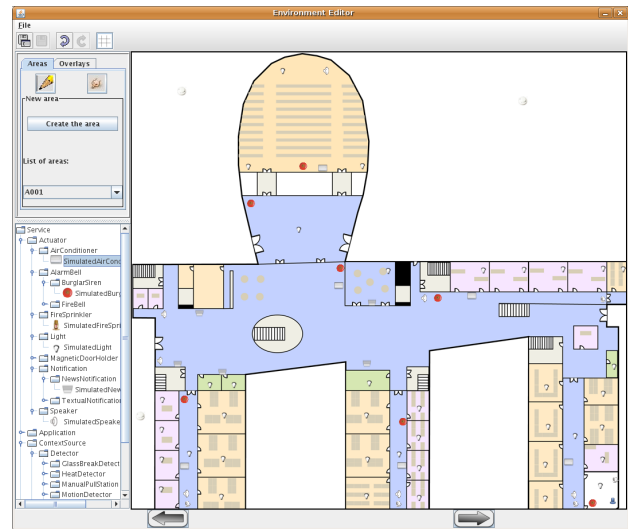 Environment Editor
File
Areas
Overlays
New area
Create the area
List of areas:
A001
Service
Actuator
AirConditioner
SimulatedAirCond
AlarmBell
BurglarSiren
SimulatedBurg
FireBell
FireSprinkler
SimulatedFireSpri
Light
SimulatedLight
MagneticDoorHolder
Notification
NewsNotification
SimulatedNew
TextualNotification
Speaker
SimulatedSpeake
Application
ContextSource
Detector
GlassBreakDetect
HeatDetector
ManualPullStation
MotionDetector